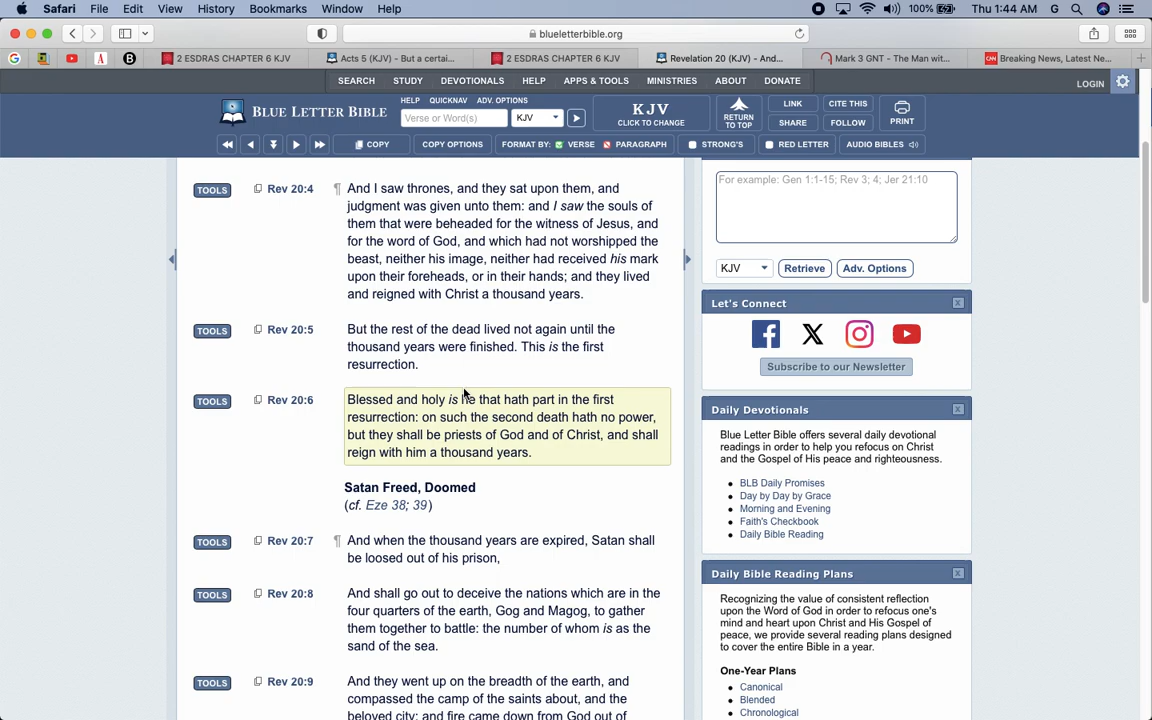 Safari File Edit View History Bookmarks Window Help 100% Thu 1:44 AM G
blueletterbible.org
2 ESDRAS CHAPTER 6 KJV Acts 5 (KJV) - But a certai... 2 ESDRAS CHAPTER 6 KJV Revelation 20 (KJV) - And... Mark 3 GNT - The Man wit... Breaking News, Latest Ne...
SEARCH STUDY DEVOTIONALS HELP APPS & TOOLS MINISTRIES ABOUT DONATE LOGIN
BLUE LETTER BIBLE
HELP QUICKNAV ADV. OPTIONS
Verse or Word(s) KJV
KJV
CLICK TO CHANGE
RETURN
TO TOP
LINK CITE THIS
SHARE FOLLOW
PRINT
COPY COPY OPTIONS FORMAT BY: VERSE PARAGRAPH STRONG'S RED LETTER AUDIO BIBLES
TOOLS Rev 20:4 ¶ And I saw thrones, and they sat upon them, and
judgment was given unto them: and I saw the souls of
them that were beheaded for the witness of Jesus, and
for the word of God, and which had not worshipped the
beast, neither his image, neither had received his mark
upon their foreheads, or in their hands; and they lived
and reigned with Christ a thousand years.
TOOLS Rev 20:5 But the rest of the dead lived not again until the
thousand years were finished. This is the first
resurrection.
TOOLS Rev 20:6 Blessed and holy is he that hath part in the first
resurrection: on such the second death hath no power,
but they shall be priests of God and of Christ, and shall
reign with him a thousand years.
Satan Freed, Doomed
(cf. Eze 38; 39)
TOOLS Rev 20:7 ¶ And when the thousand years are expired, Satan shall
be loosed out of his prison,
TOOLS Rev 20:8 And shall go out to deceive the nations which are in the
four quarters of the earth, Gog and Magog, to gather
them together to battle: the number of whom is as the
sand of the sea.
TOOLS Rev 20:9 And they went up on the breadth of the earth, and
compassed the camp of the saints about, and the
beloved city: and fire came down from God out of
For example: Gen 1:1-15; Rev 3; 4; Jer 21:10
KJV Retrieve Adv. Options
Let's Connect
Subscribe to our Newsletter
Daily Devotionals
Blue Letter Bible offers several daily devotional
readings in order to help you refocus on Christ
and the Gospel of His peace and righteousness.
BLB Daily Promises
Day by Day by Grace
Morning and Evening
Faith's Checkbook
Daily Bible Reading
Daily Bible Reading Plans
Recognizing the value of consistent reflection
upon the Word of God in order to refocus one's
mind and heart upon Christ and His Gospel of
peace, we provide several reading plans designed
to cover the entire Bible in a year.
One-Year Plans
Canonical
Blended
Chronological